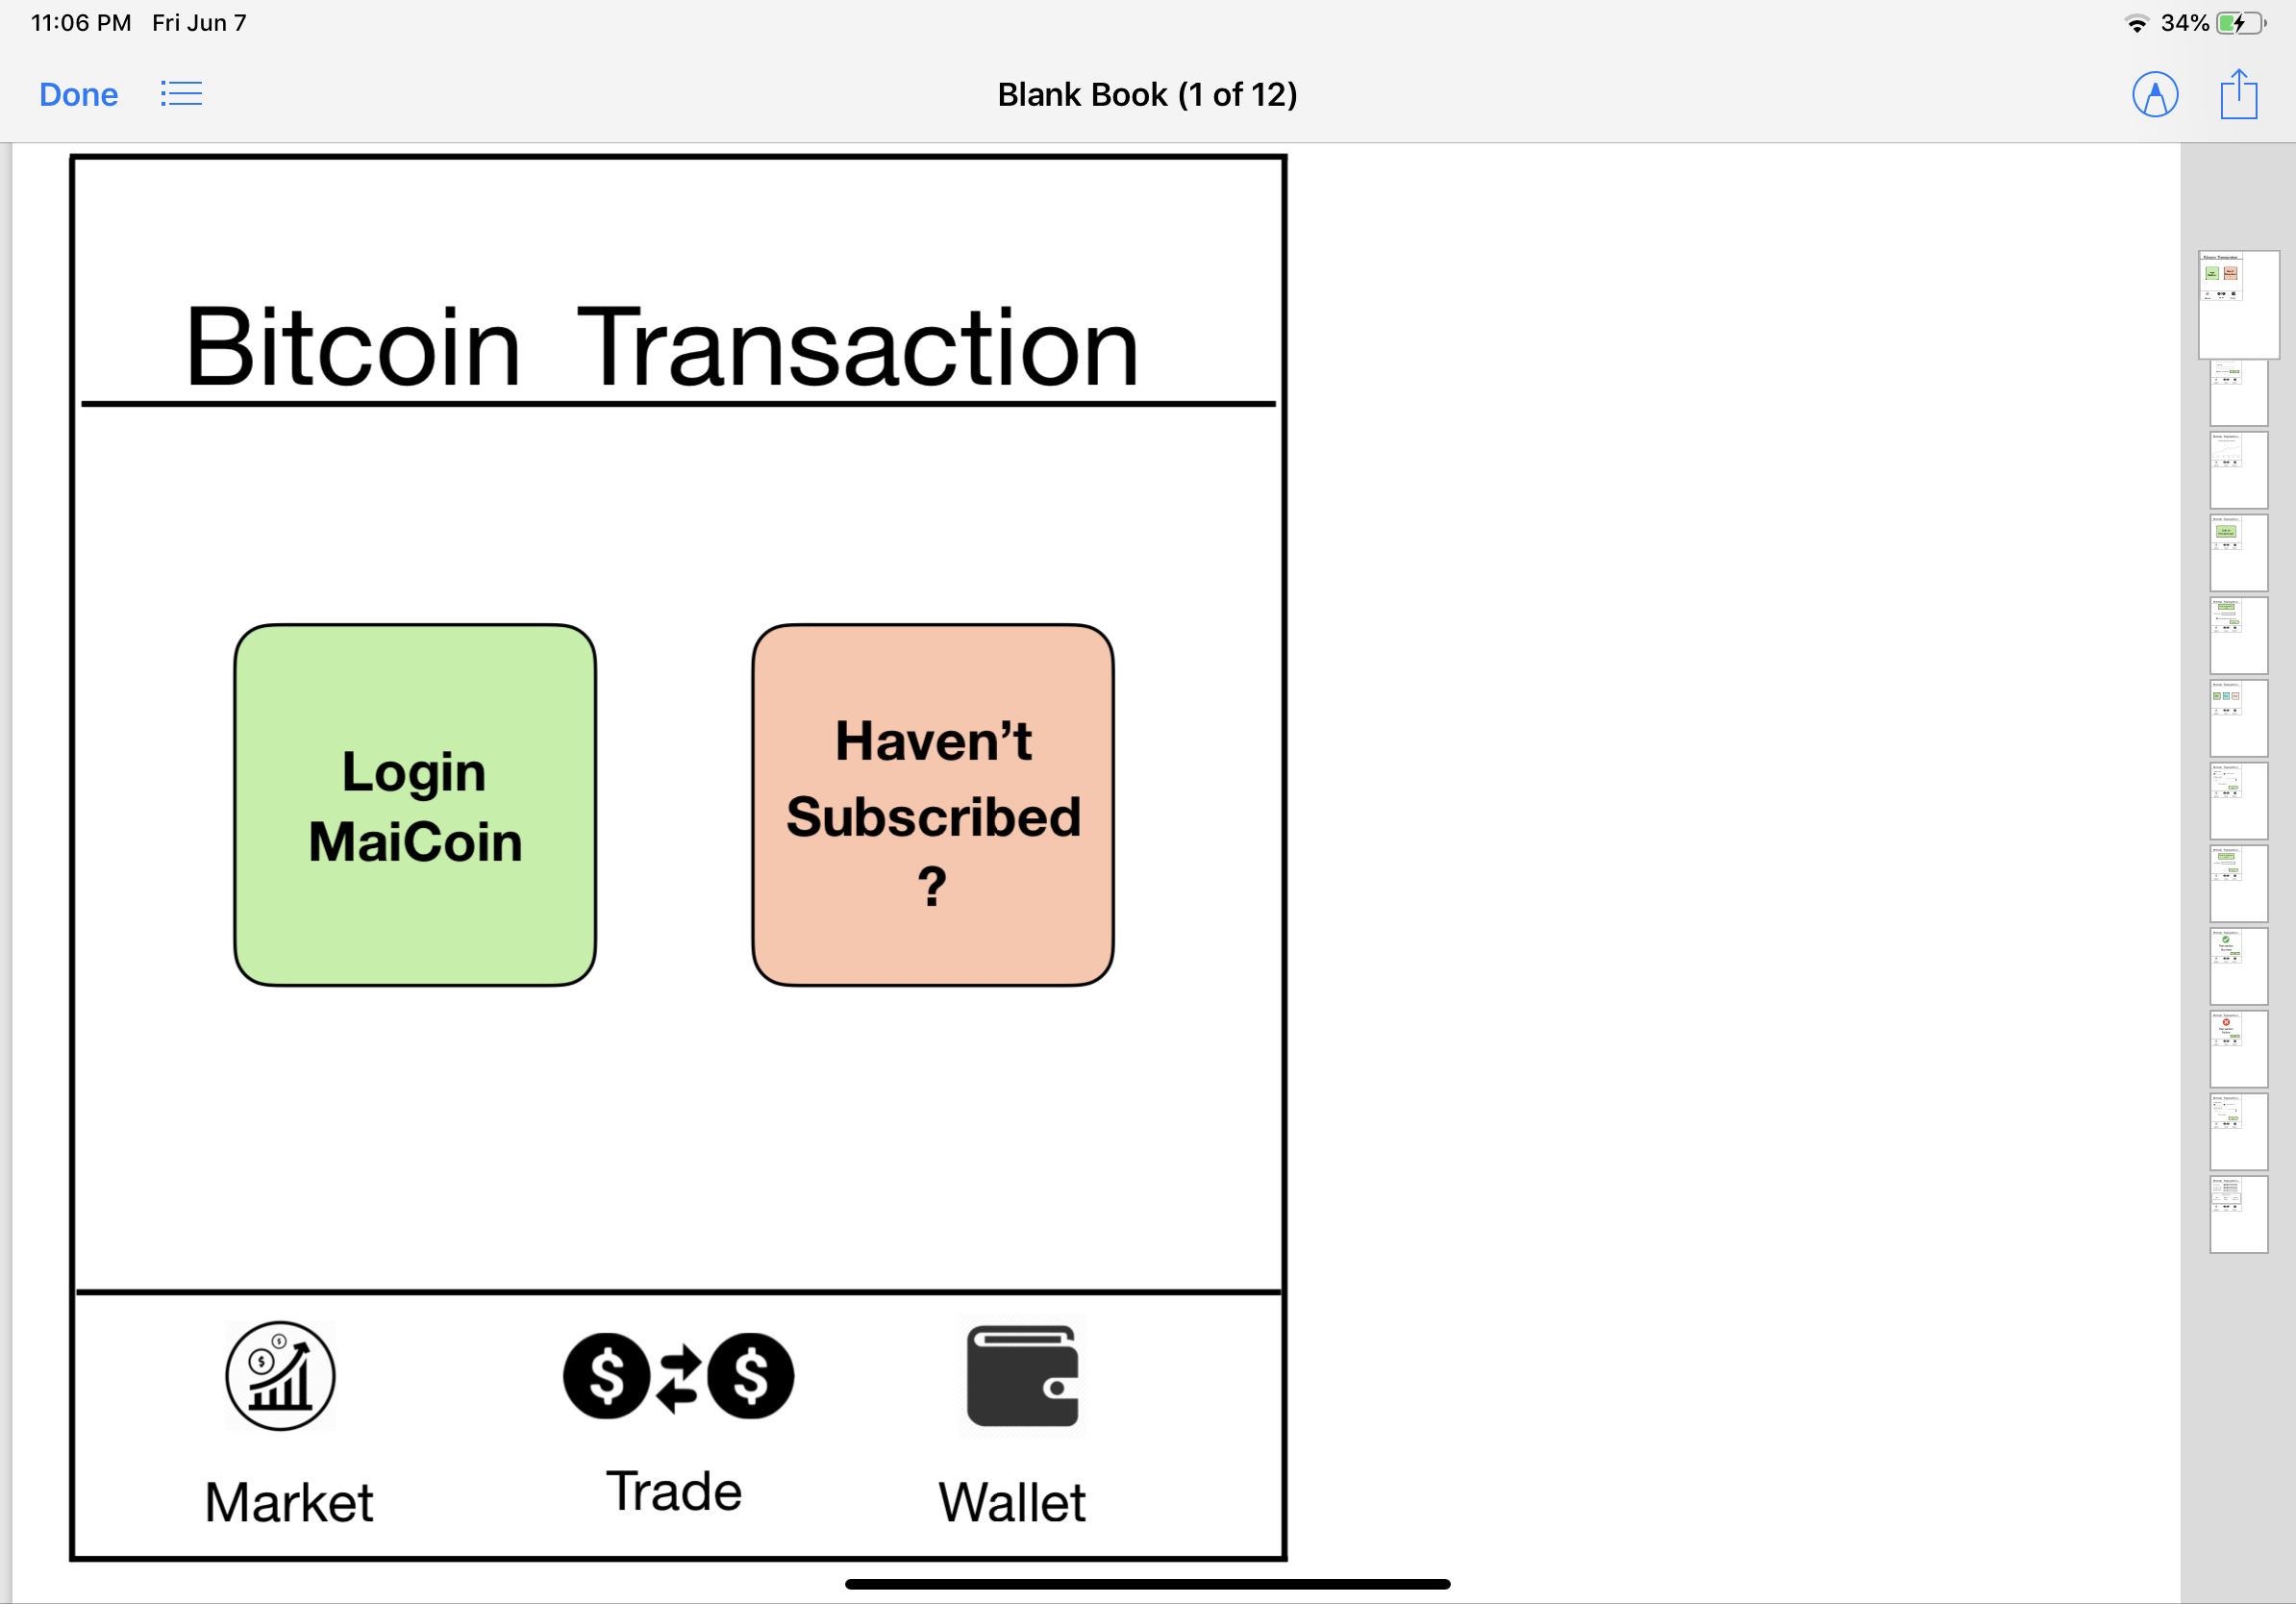 11:06 PM Fri Jun 7
34%
Done
Blank Book (1 of 12)
Bitcoin Transaction
Login
MaiCoin
Haven’t
Subscribed
?
Market
Trade
Wallet